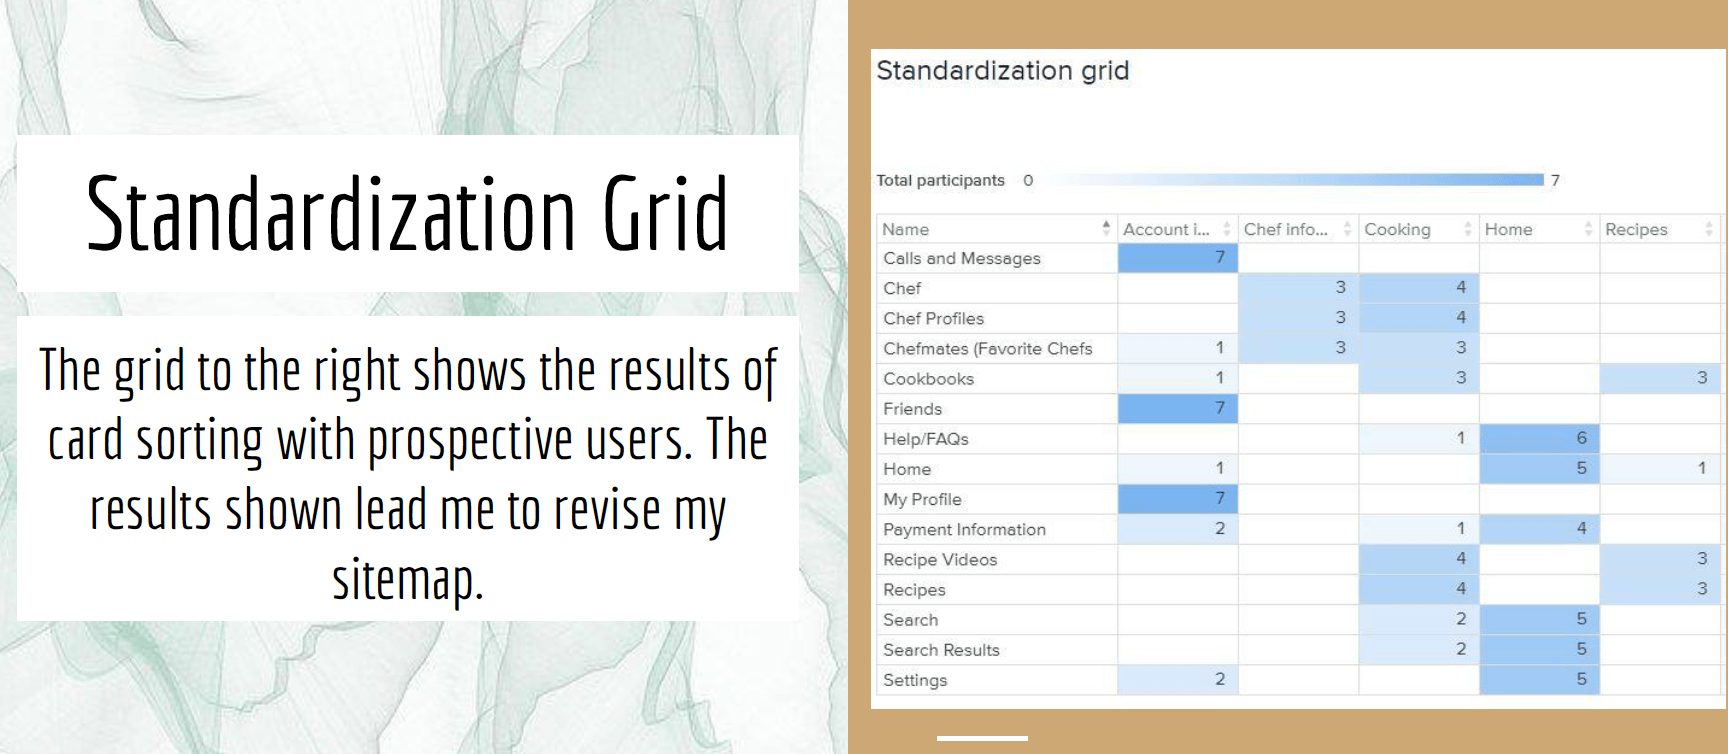 Standardization Grid
The grid to the right shows the results of
card sorting with prospective users. The
results shown lead me to revise my
sitemap.
Standardization grid
Total participants 0 7
Name Account i... Chef info... Cooking Home Recipes
Calls and Messages 7
Chef 3 4
Chef Profiles 3 4
Chefmates (Favorite Chefs 1 3 3
Cookbooks 1 3 3
Friends 7
Help/FAQs 1 6
Home 1 5 1
My Profile 7
Payment Information 2 1 4
Recipe Videos 4 3
Recipes 4 3
Search 2 5
Search Results 2 5
Settings 2 5